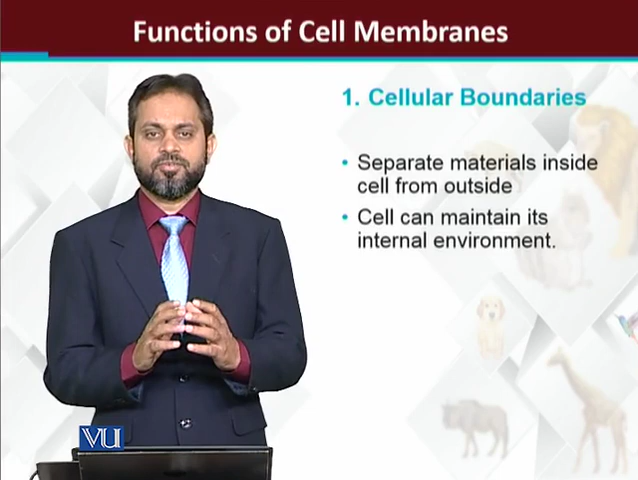 Functions of Cell Membranes
1. Cellular Boundaries
• Separate materials inside
cell from outside
• Cell can maintain its
internal environment.
VU